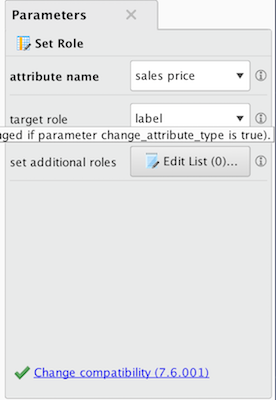 Parameters
Set Role
attribute name sales price
target role label
nged if parameter change_attribute_type is true).
set additional roles Edit List (0)...
Change compatibility (7.6.001)